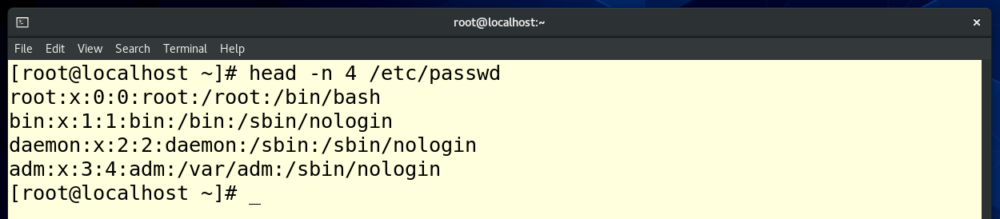 root@localhost:~
File Edit View Search Terminal Help
[root@localhost ~]# head -n 4 /etc/passwd
root:x:0:0:root:/root:/bin/bash
bin:x:1:1:bin:/bin:/sbin/nologin
daemon:x:2:2:daemon:/sbin:/sbin/nologin
adm:x:3:4:adm:/var/adm:/sbin/nologin
[root@localhost ~]# _